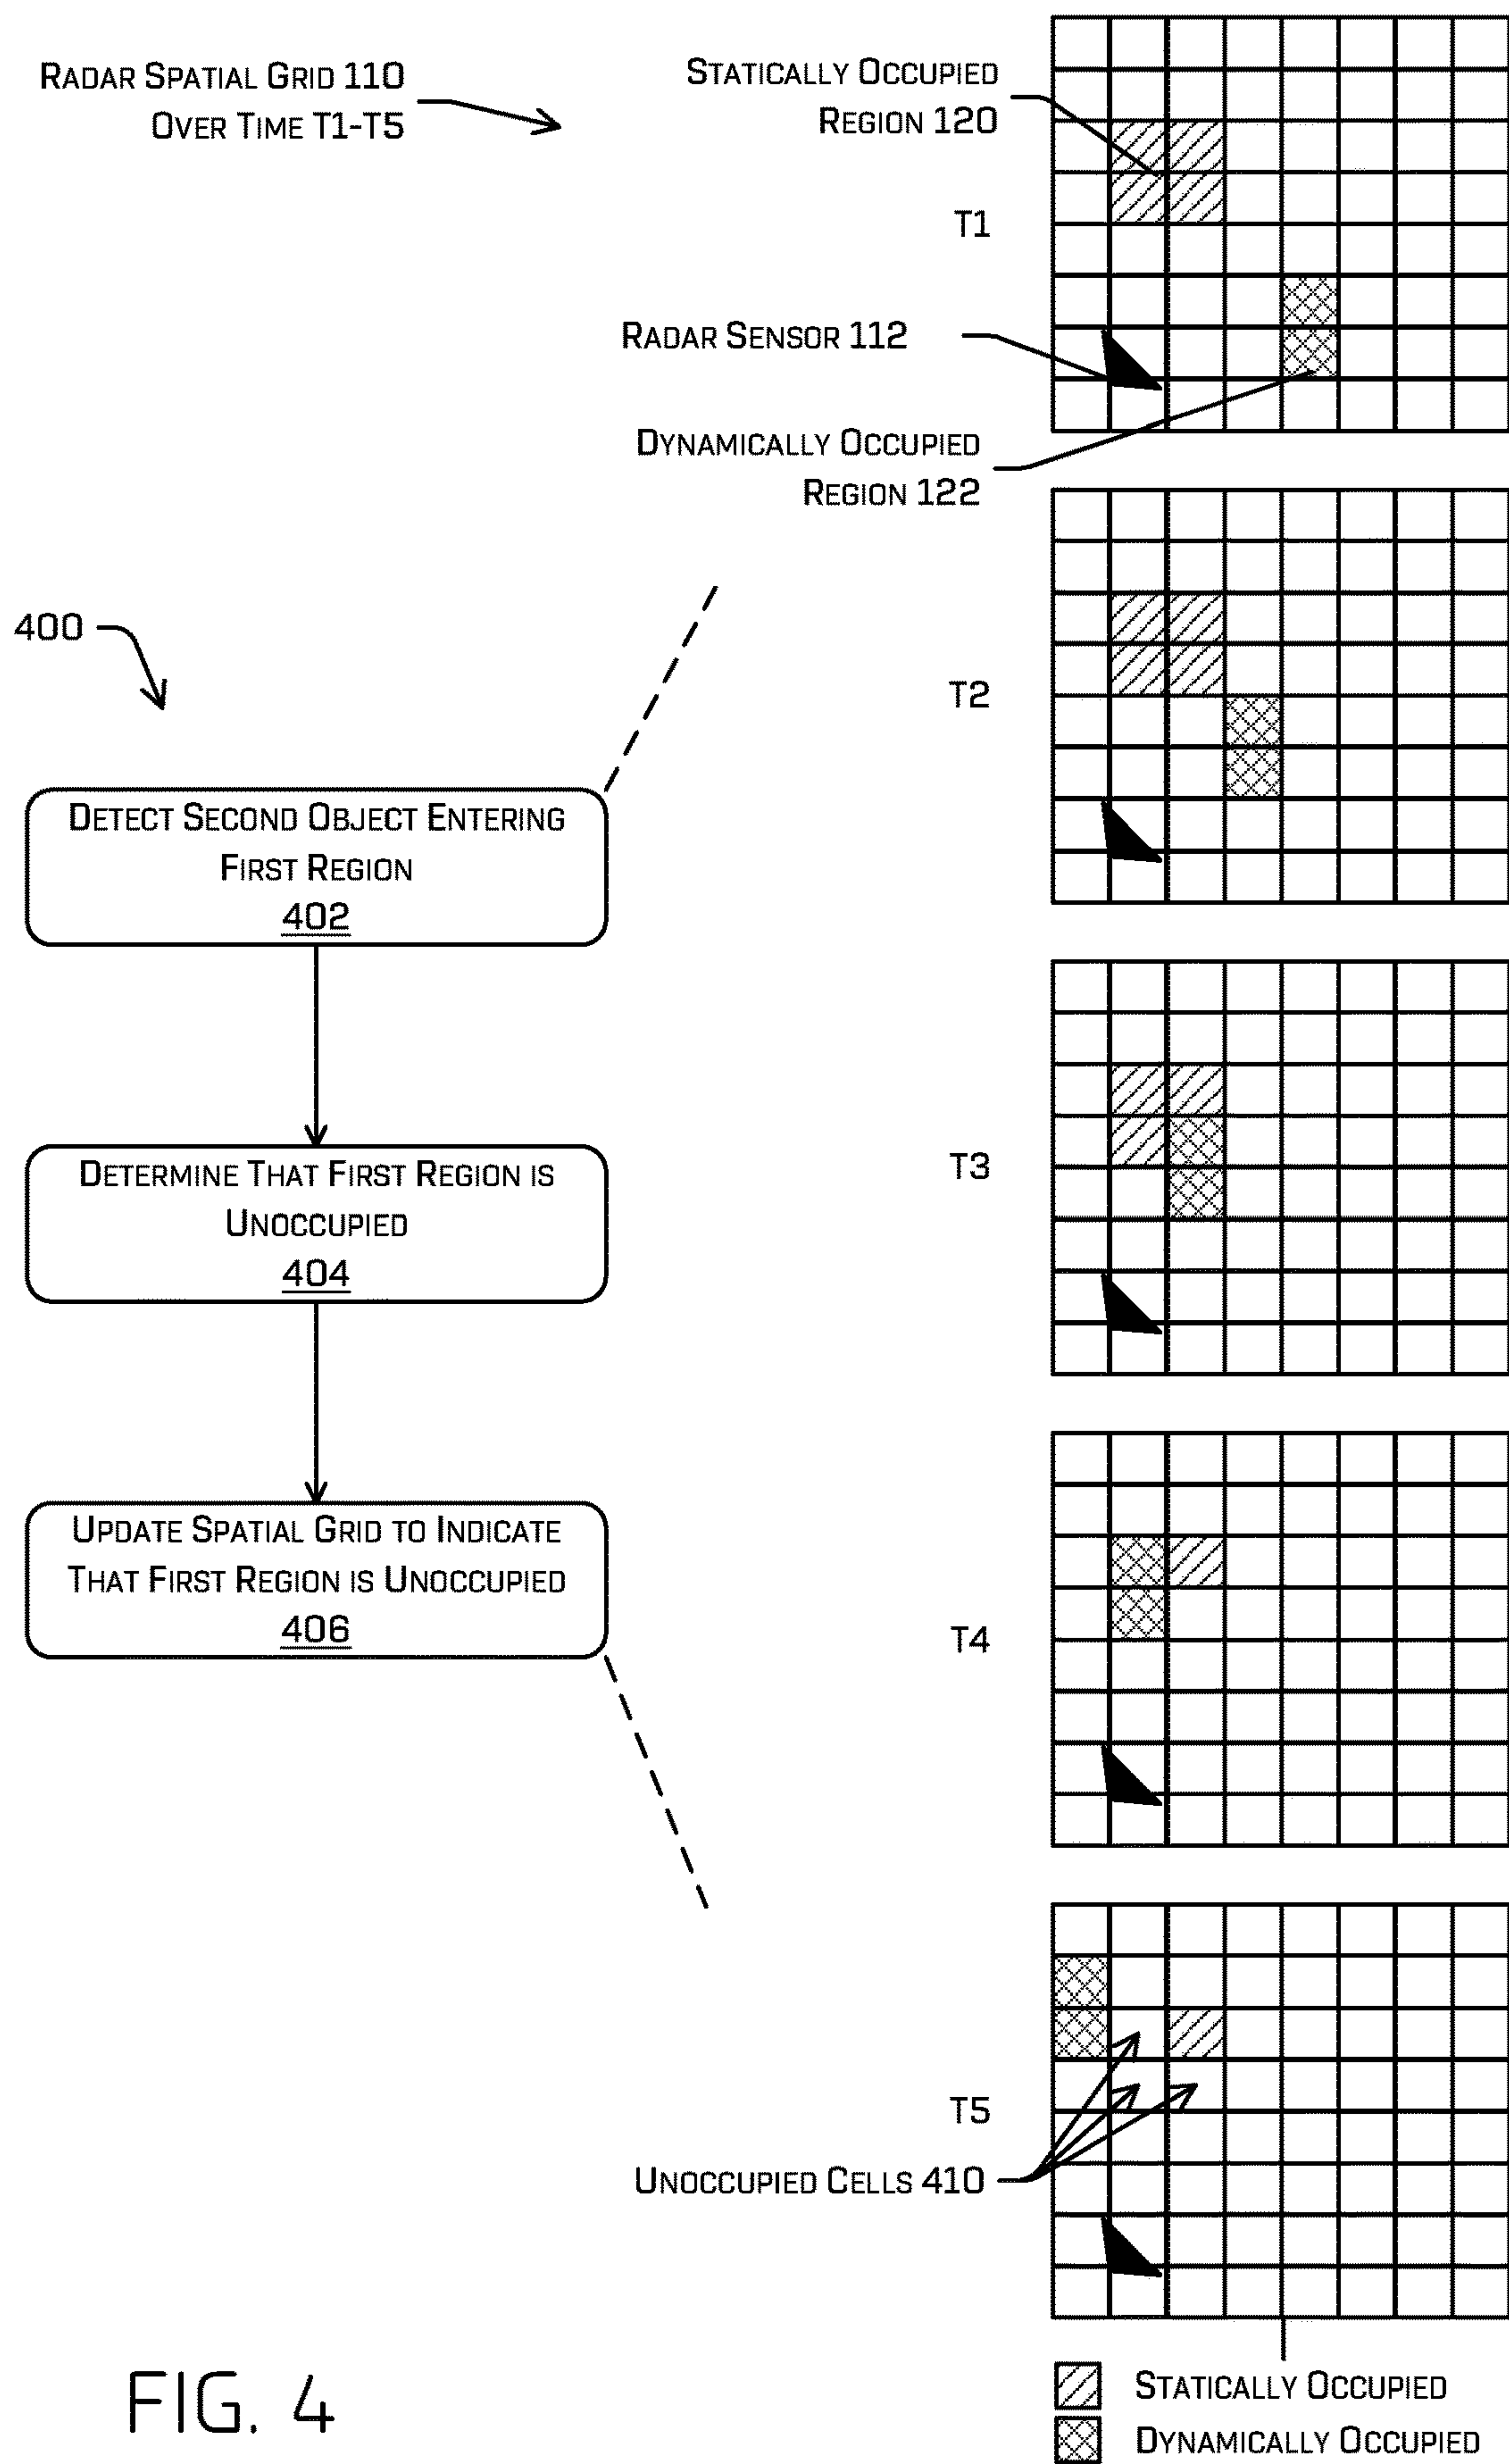 Radar Spatial Grid 110
Over Time T1-T5
Statically Occupied
Region 120
T1
Radar Sensor 112
Dynamically Occupied
Region 122
400
T2
Detect Second Object Entering
First Region
402
T3
Determine That First Region is
Unoccupied
404
Update Spatial Grid to Indicate
That First Region is Unoccupied
406
T4
T5
Unoccupied Cells 410
Statically Occupied
Dynamically Occupied
FIG. 4